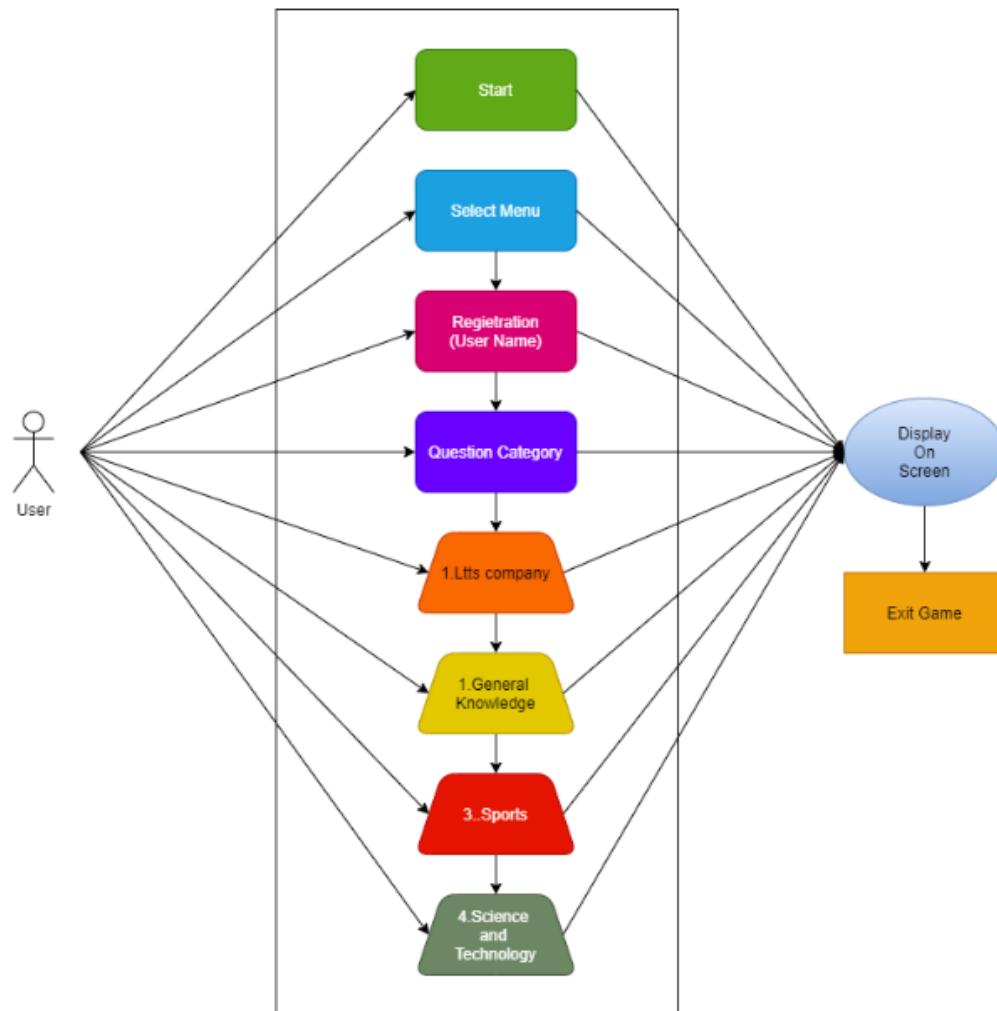 Start
Select Menu
Regietration
(User Name)
Question Category
1.Ltts company
1.General
Knowledge
3..Sports
4.Science
and
Technology
User
Display
On
Screen
Exit Game